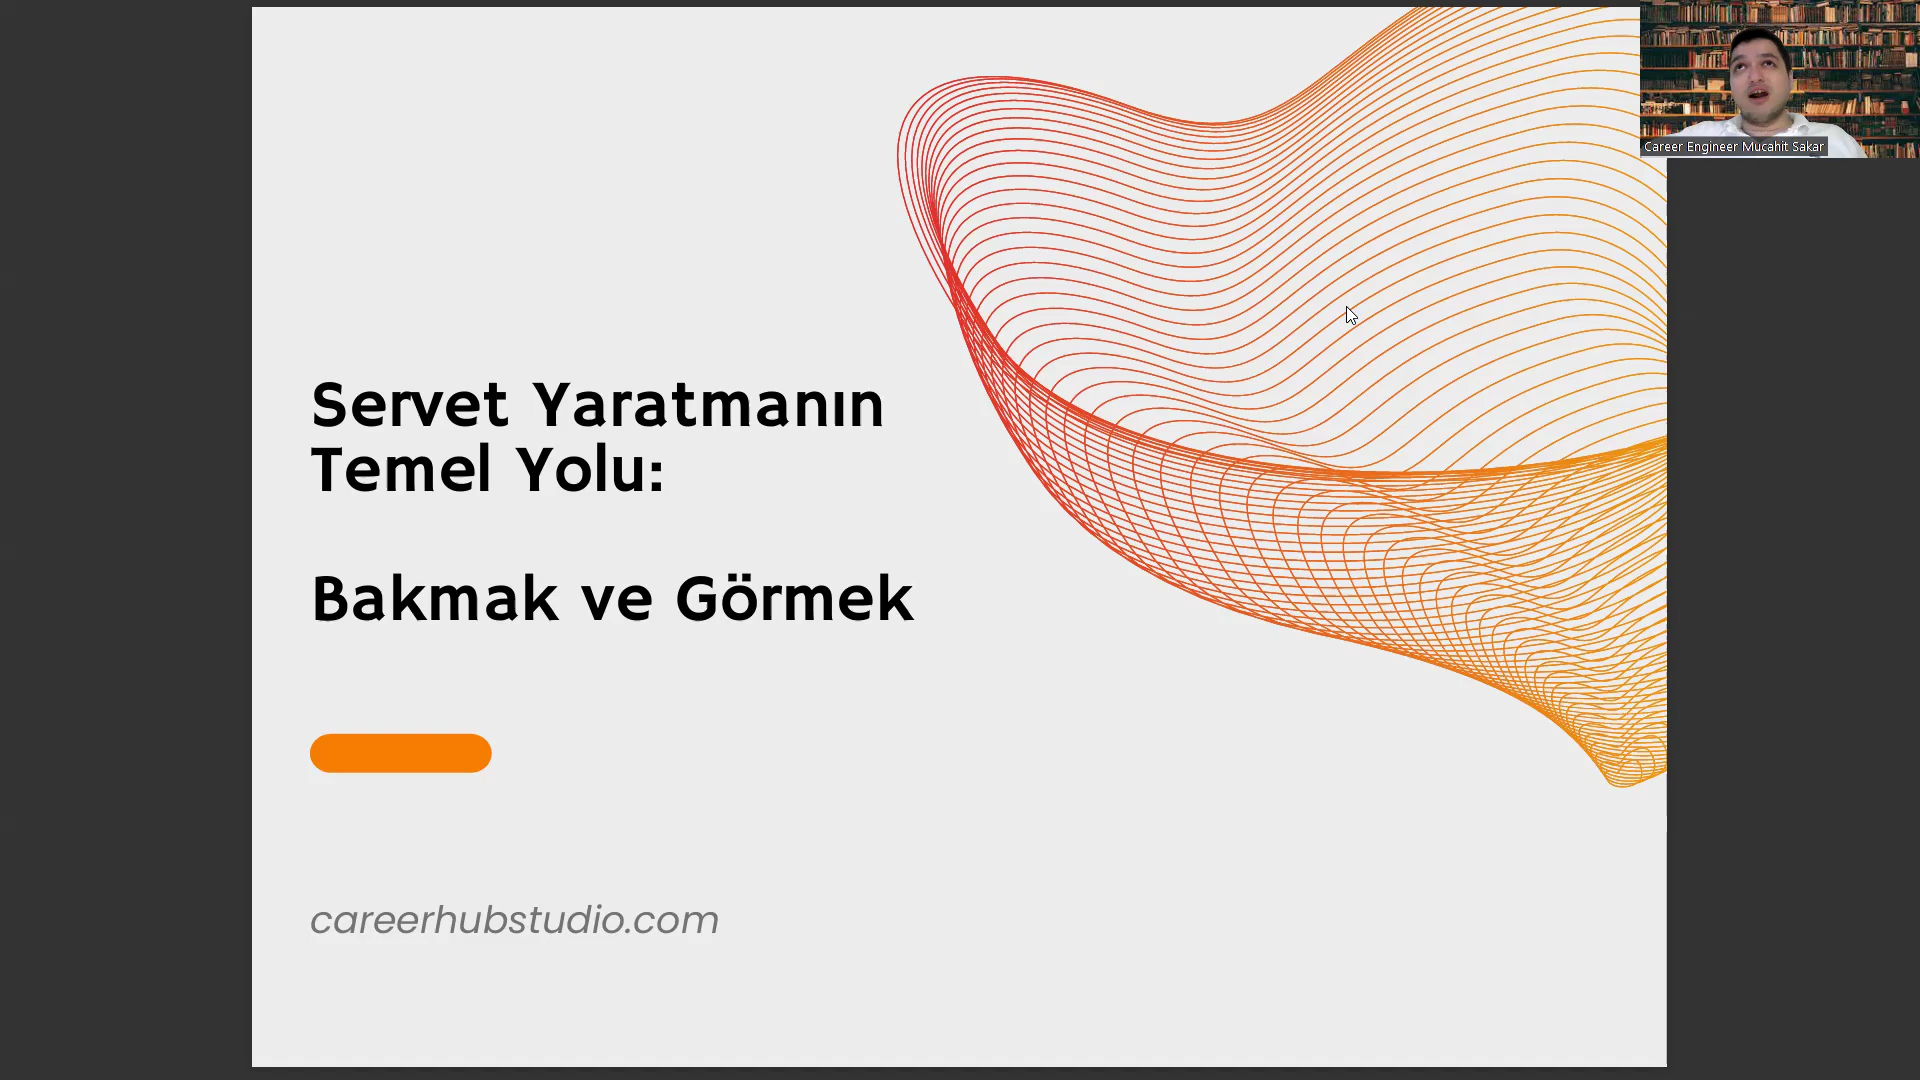 Career Engineer Mucahit Sakar
Servet Yaratmanın
Temel Yolu:
Bakmak ve Görmek
careerhubstudio.com